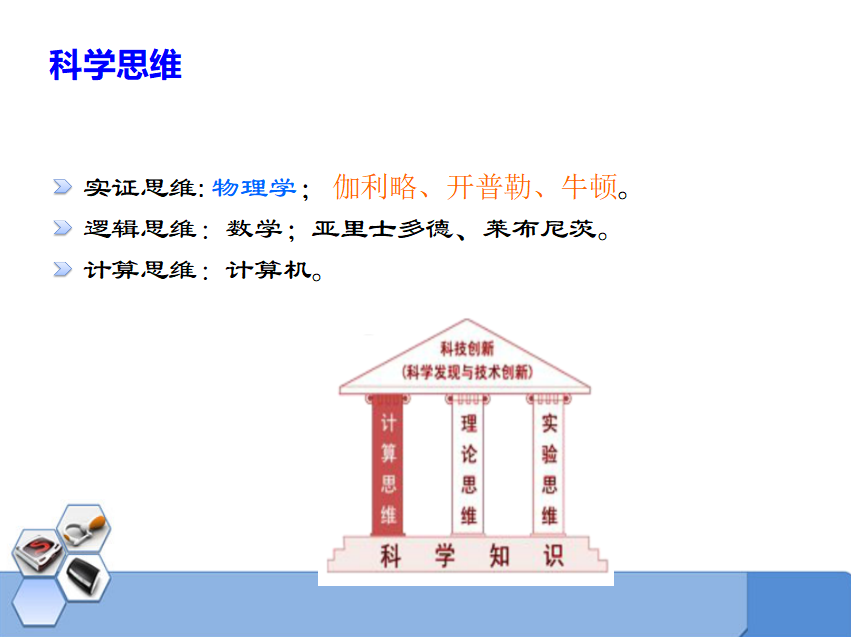 科学思维
实证思维: 物理学； 伽利略、开普勒、牛顿。
逻辑思维：数学；亚里士多德、莱布尼茨。
计算思维：计算机。
科技创新
(科学发现与技术创新)
计算思维
理论思维
实验思维
科学知识